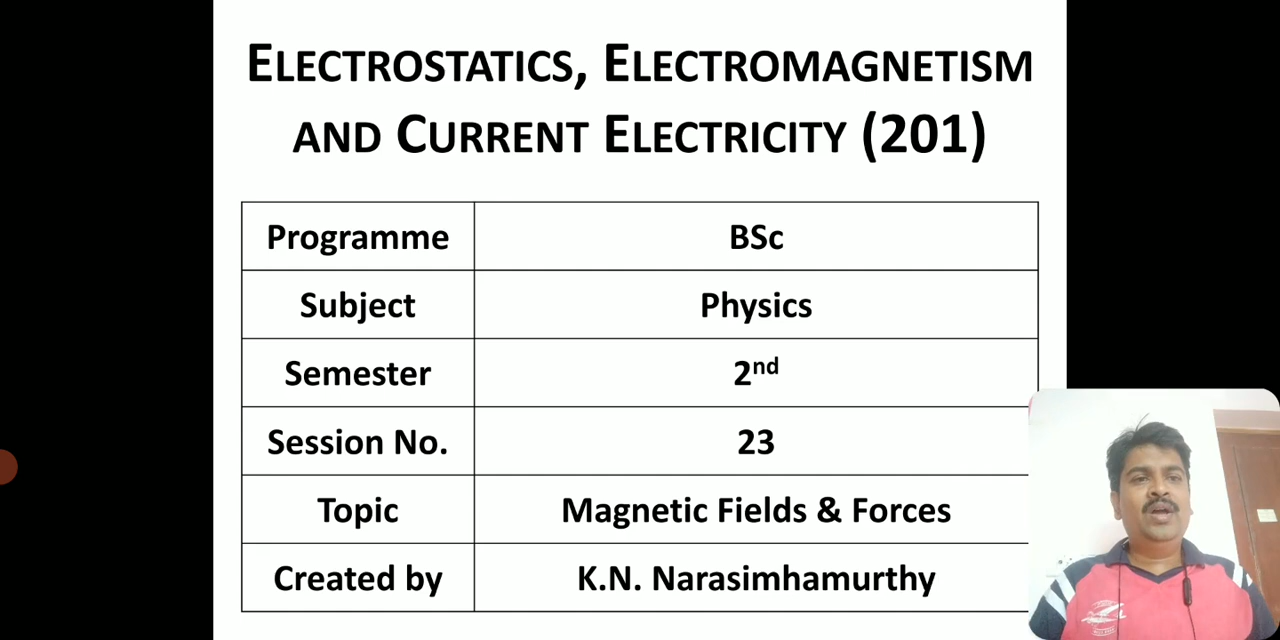 ELECTROSTATICS, ELECTROMAGNETISM
AND CURRENT ELECTRICITY (201)
Programme BSc
Subject Physics
Semester 2nd
Session No. 23
Topic Magnetic Fields & Forces
Created by K.N. Narasimhamurthy